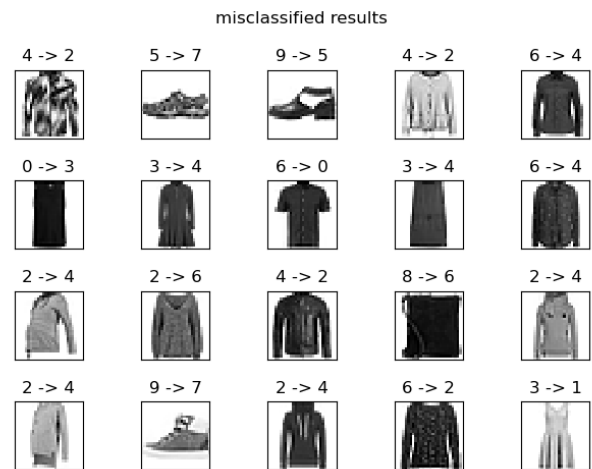 misclassified results
4 -> 2 5 -> 7 9 -> 5 4 -> 2 6 -> 4
0 -> 3 3 -> 4 6 -> 0 3 -> 4 6 -> 4
2 -> 4 2 -> 6 4 -> 2 8 -> 6 2 -> 4
2 -> 4 9 -> 7 2 -> 4 6 -> 2 3 -> 1